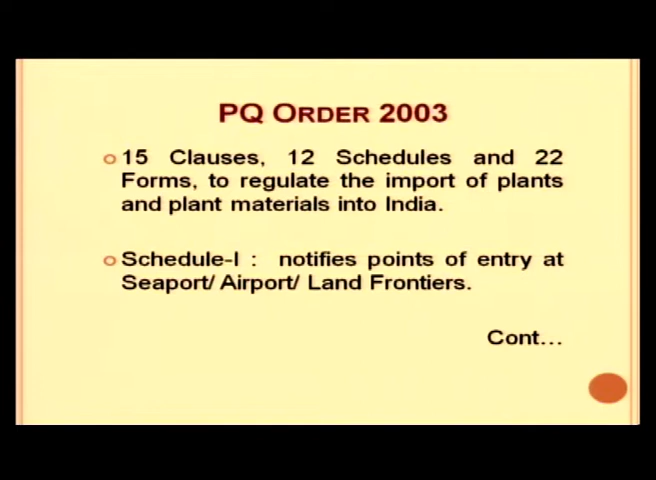 PQ ORDER 2003
15 Clauses, 12 Schedules and 22
Forms, to regulate the import of plants
and plant materials into India.
Schedule-I : notifies points of entry at
Seaport/ Airport/ Land Frontiers.
Cont...